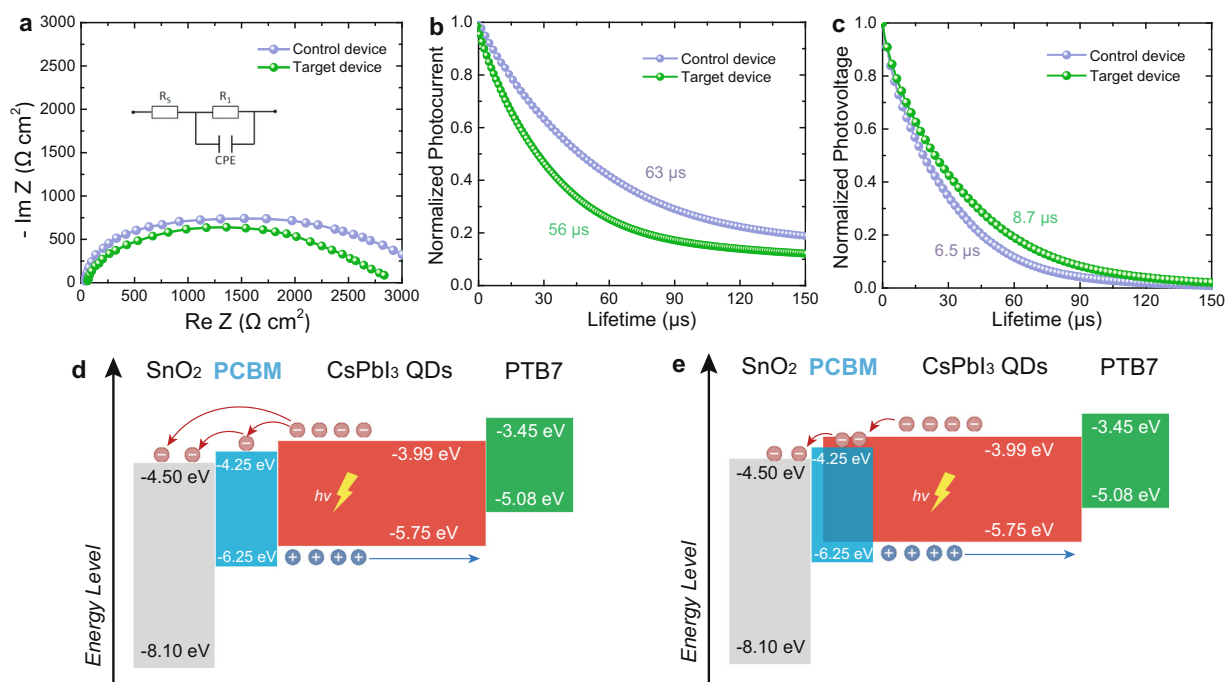 a
3000
2500
2000
1500
1000
500
0
- Im Z (Ω cm²)
Control device
Target device
Rₛ
R₁
CPE
0 500 1000 1500 2000 2500 3000
Re Z (Ω cm²)
b
1.0
0.8
0.6
0.4
0.2
0.0
Normalized Photocurrent
Control device
Target device
63 µs
56 µs
0 30 60 90 120 150
Lifetime (µs)
c
1.0
0.8
0.6
0.4
0.2
0.0
Normalized Photovoltage
Control device
Target device
8.7 µs
6.5 µs
0 30 60 90 120 150
Lifetime (µs)
d
SnO₂ PCBM CsPbI₃ QDs PTB7
Energy Level
-3.45 eV
-3.99 eV
-4.25 eV
-4.50 eV
hν
-5.08 eV
-5.75 eV
-6.25 eV
-8.10 eV
e
SnO₂ PCBM CsPbI₃ QDs PTB7
Energy Level
-3.45 eV
-3.99 eV
-4.25 eV
-4.50 eV
hν
-5.08 eV
-5.75 eV
-6.25 eV
-8.10 eV